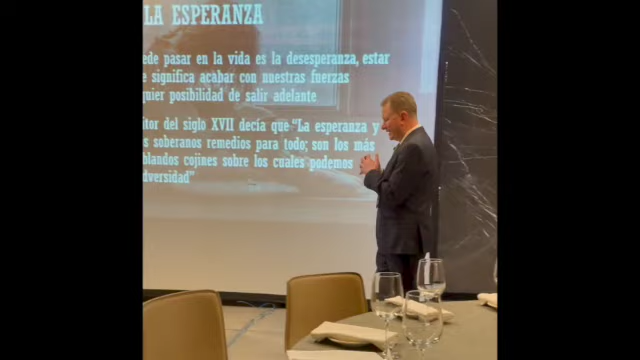 LA ESPERANZA
ede pasar en la vida es la desesperanza, estar
e significa acabar con nuestras fuerzas
quier posibilidad de salir adelante
itor del siglo XVII decía que “La esperanza y
s soberanos remedios para todo; son los más
blandos cojines sobre los cuales podemos
dversidad”